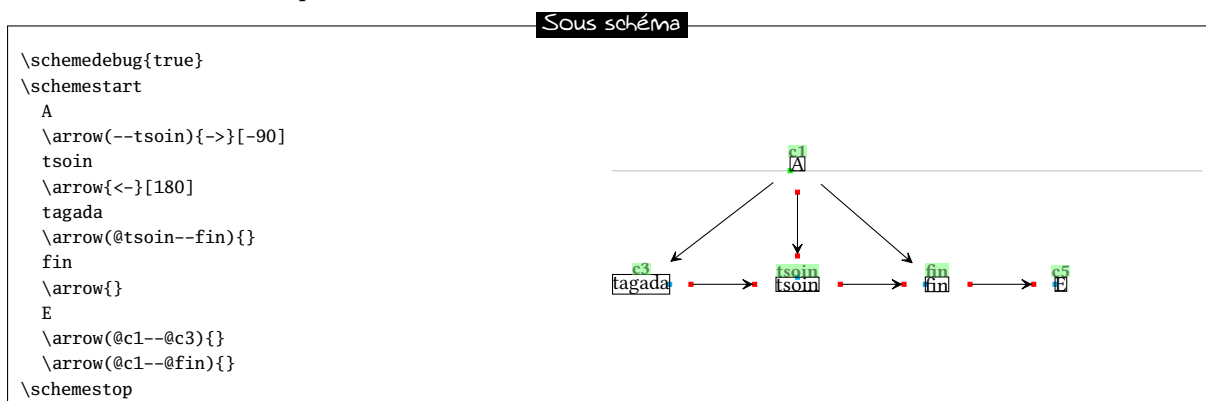 Sous schéma
\schemedebug{true}
\schemestart
A
\arrow(--tsoin){->}[-90]
tsoin
\arrow{<-}[180]
tagada
\arrow(@tsoin--fin){}
fin
\arrow{}
E
\arrow(@c1--@c3){}
\arrow(@c1--@fin){}
\schemestop
c1
A
c3 tsoin fin c5
tagada tsoin fin E